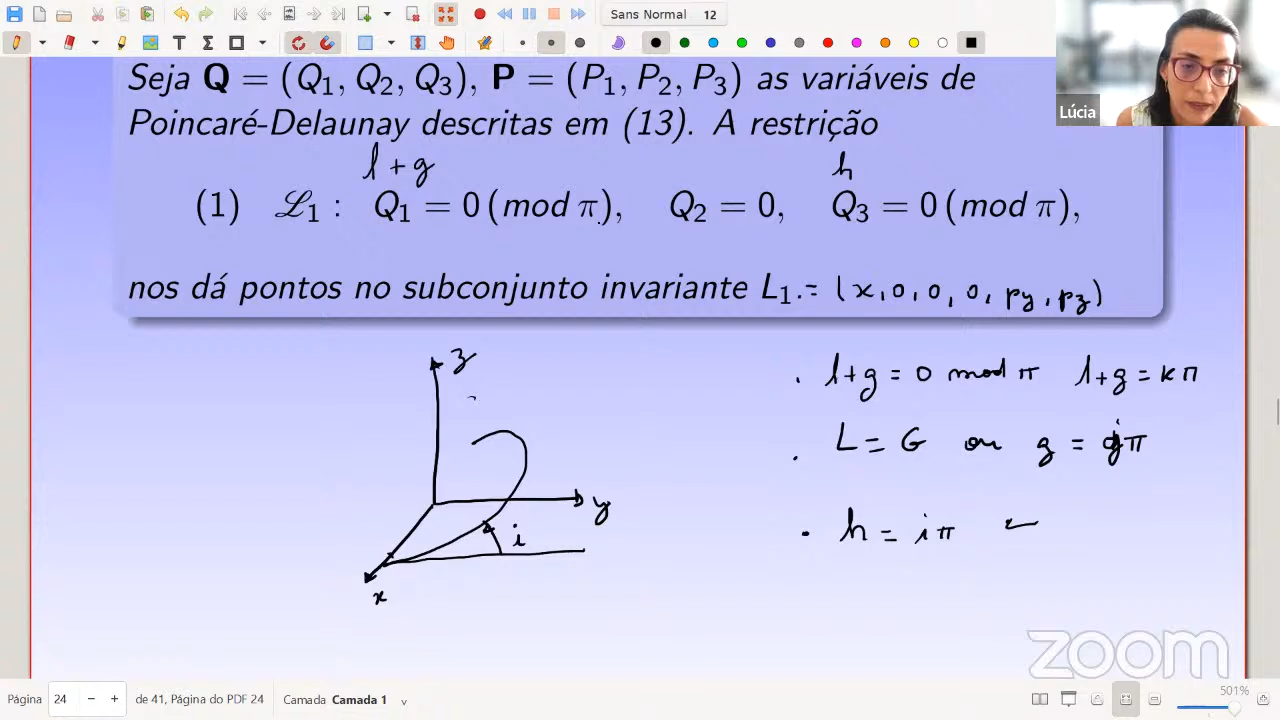 Sans Normal 12
Lúcia
Seja Q = (Q₁, Q₂, Q₃), P = (P₁, P₂, P₃) as variáveis de
Poincaré-Delaunay descritas em (13). A restrição
l + g h
(1) ℒ₁ : Q₁ = 0 (mod π), Q₂ = 0, Q₃ = 0 (mod π),
nos dá pontos no subconjunto invariante L₁. = (x, 0, 0, 0, py, pz)
z
y
x
i
· l+g = 0 mod π l+g = kπ
· L = G ou g = jπ
· h = iπ ←
zoom
Página 24 de 41, Página do PDF 24 Camada Camada 1 501%